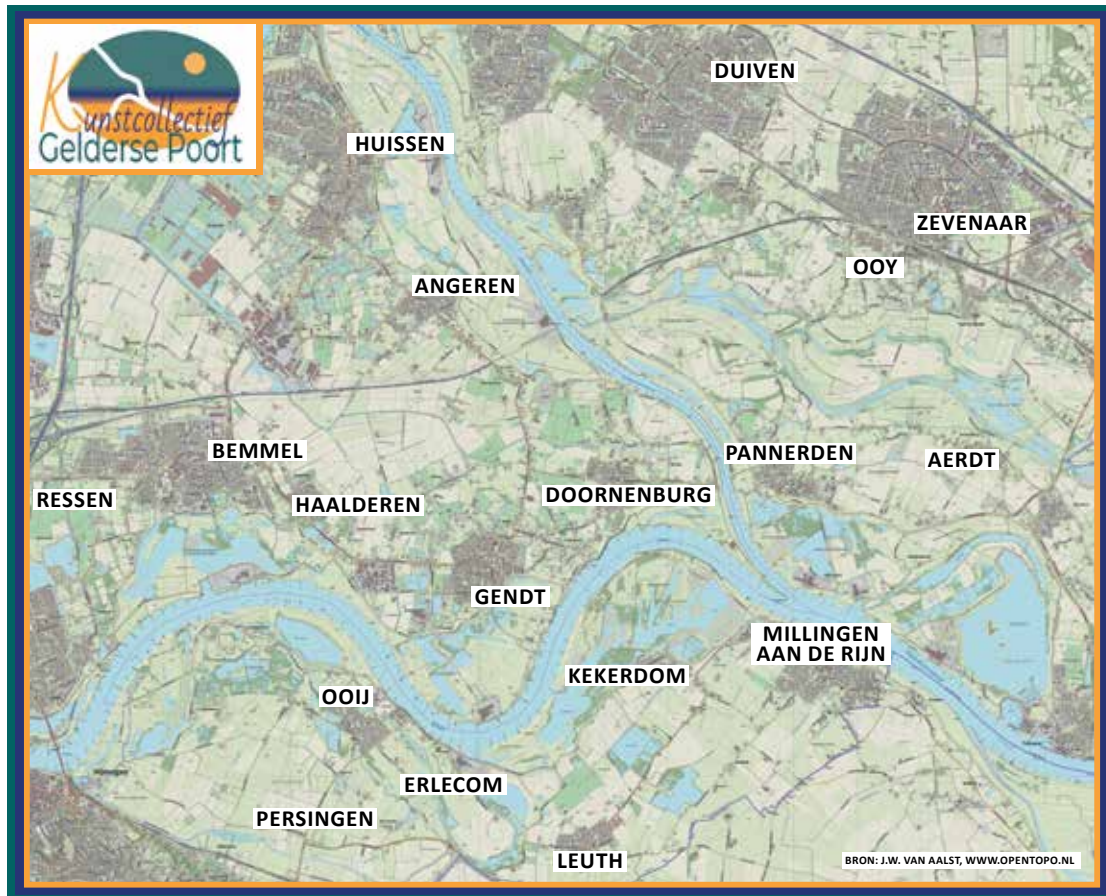 Kunstcollectief
Gelderse Poort
DUIVEN
HUISSEN
ZEVENAAR
OOY
ANGEREN
BEMMEL
PANNERDEN
AERDT
RESSEN
HAALDEREN
DOORNENBURG
GENDT
MILLINGEN
AAN DE RIJN
KEKERDOM
OOIJ
ERLECOM
PERSINGEN
LEUTH
BRON: J.W. VAN AALST, WWW.OPENTOPO.NL